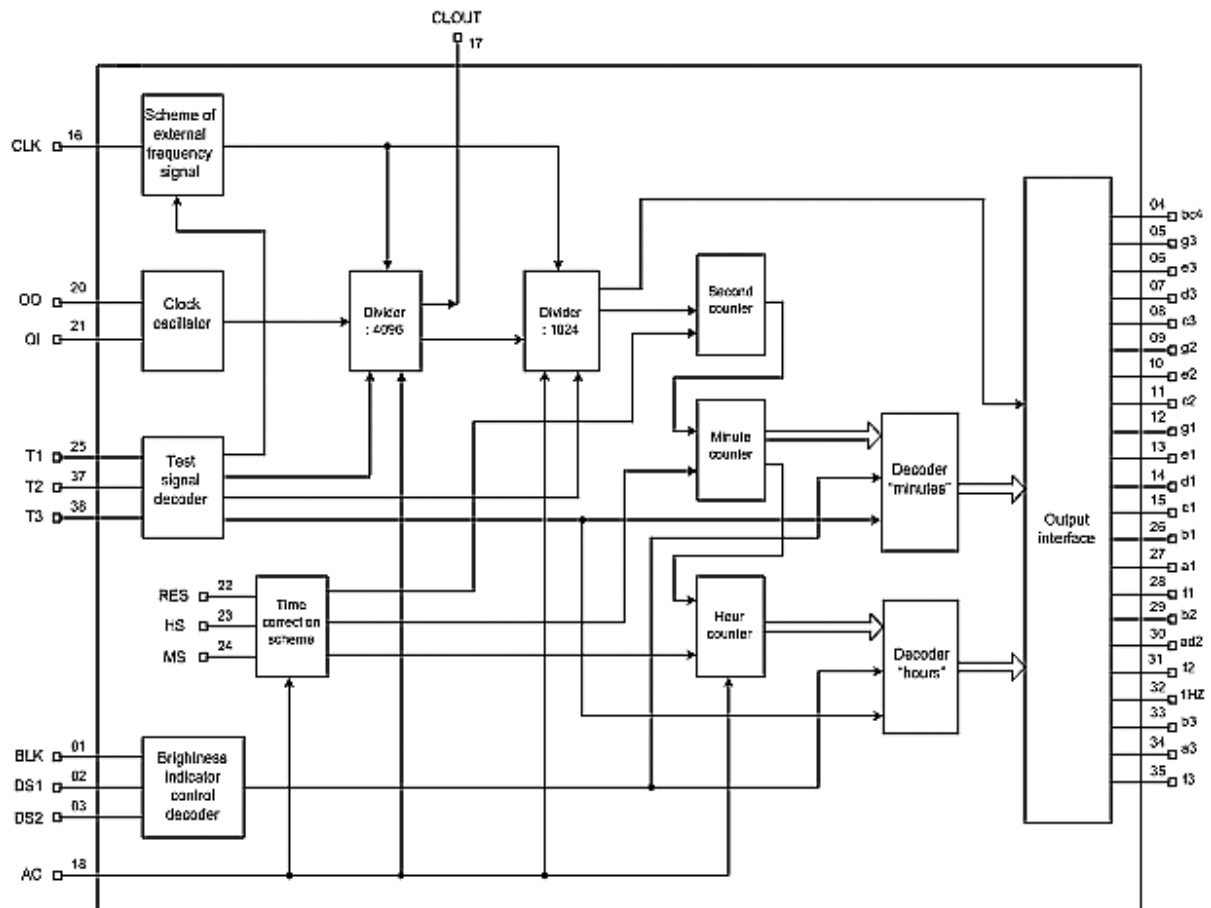 CLOUT
17
CLK
16
Scheme of
external
frequency
signal
OO
20
OI
21
Clock
oscillator
Divider
: 4096
Divider
: 1024
Second
counter
T1
25
T2
37
T3
38
Test
signal
decoder
Minute
counter
Decoder
"minutes"
RES
22
HS
23
MS
24
Time
correction
scheme
Hour
counter
Decoder
"hours"
BLK
01
DS1
02
DS2
03
Brightness
indicator
control
decoder
AC
18
Output
interface
04
bc4
05
g3
06
e3
07
d3
08
c3
09
g2
10
e2
11
c2
12
g1
13
e1
14
d1
15
c1
26
b1
27
a1
28
f1
29
b2
30
ad2
31
f2
32
1HZ
33
b3
34
a3
35
f3